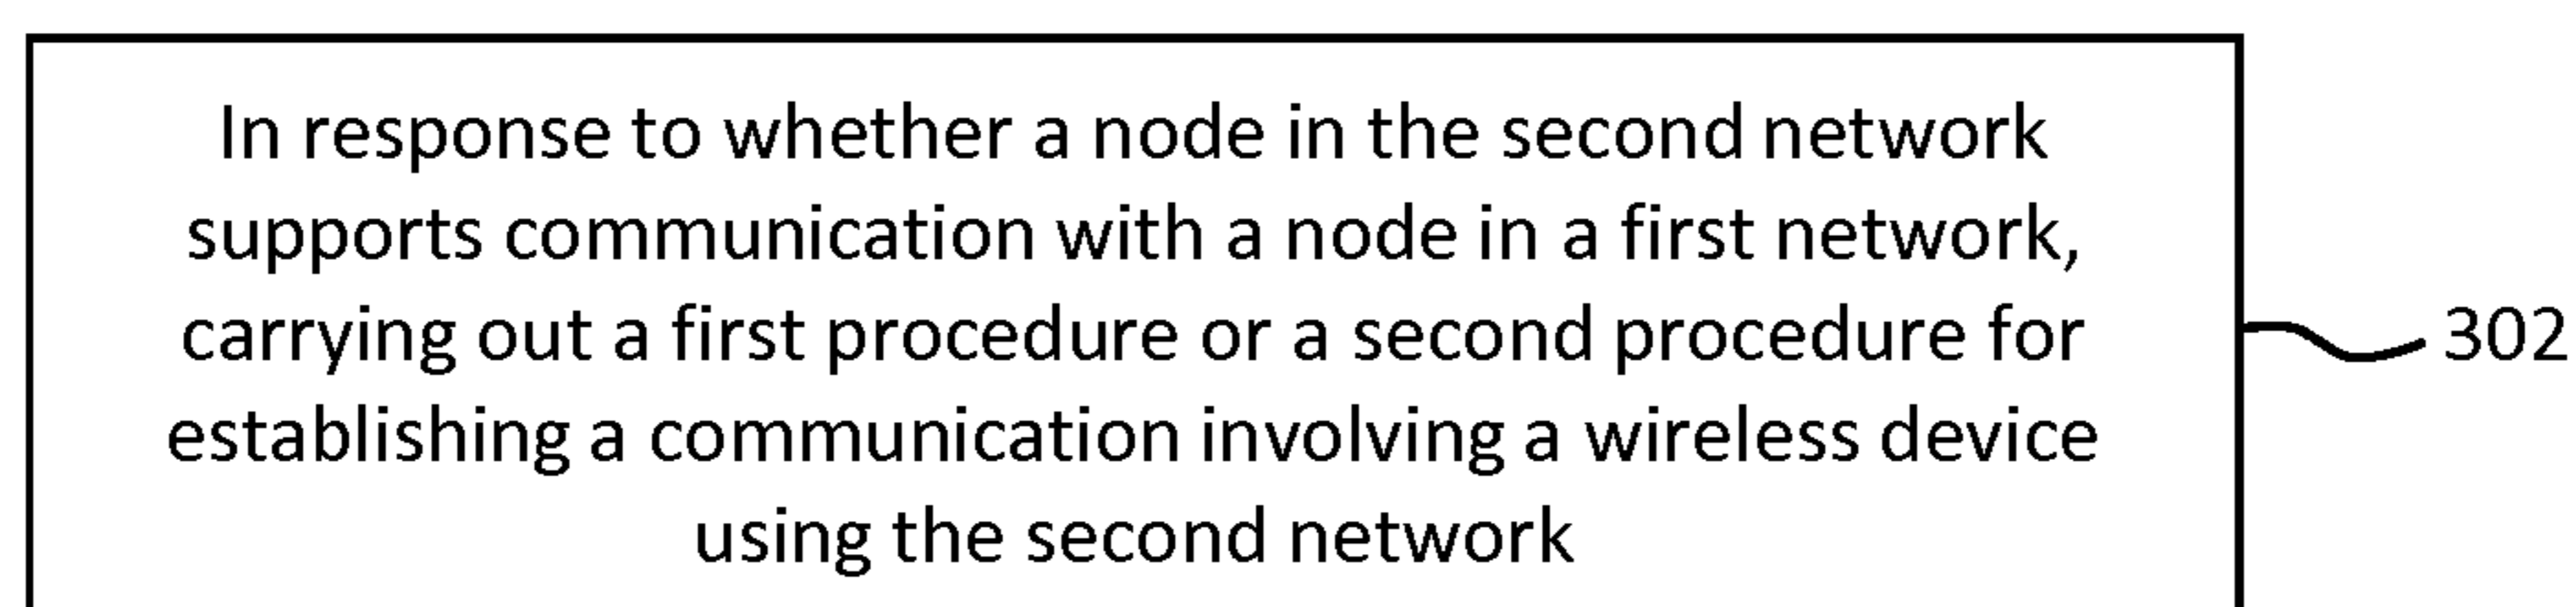 In response to whether a node in the second network
supports communication with a node in a first network,
carrying out a first procedure or a second procedure for
302
establishing a communication involving a wireless device
using the second network